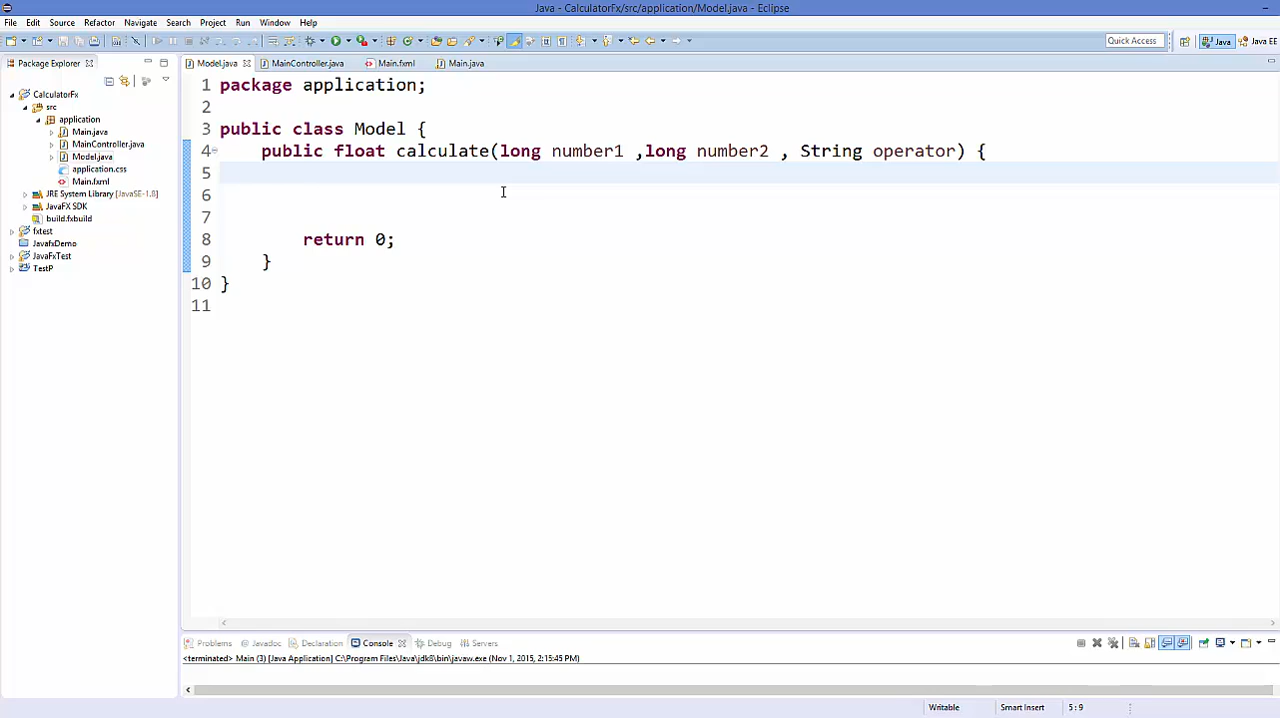 Java - CalculatorFx/src/application/Model.java - Eclipse
File Edit Source Refactor Navigate Search Project Run Window Help
Quick Access Java Java EE
Package Explorer
CalculatorFx
src
application
Main.java
MainController.java
Model.java
application.css
Main.fxml
JRE System Library [JavaSE-1.8]
JavaFX SDK
build.fxbuild
fxtest
JavafxDemo
JavaFxTest
TestP
Model.java MainController.java Main.fxml Main.java
1 package application;
2
3 public class Model {
4 public float calculate(long number1 ,long number2 , String operator) {
5
6
7
8 return 0;
9 }
10 }
11
Problems Javadoc Declaration Console Debug Servers
<terminated> Main (3) [Java Application] C:\Program Files\Java\jdk8\bin\javaw.exe (Nov 1, 2015, 2:15:45 PM)
Writable Smart Insert 5 : 9